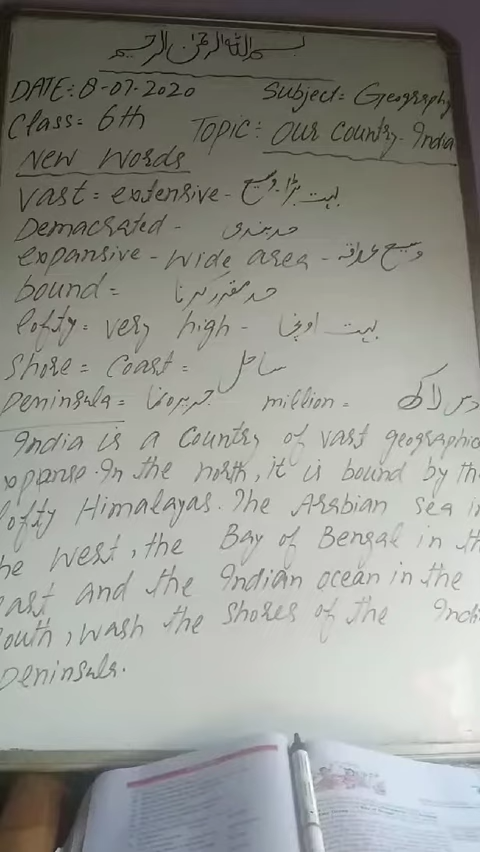 بسم الله الرحمن الرحيم
DATE: 8-07-2020 Subject: Geography
Class = 6th TOPIC: Our Country-India
New words
Vast = extensive - بہت بڑا، وسیع
Demacrated - حد بندی
expansive - wide area - وسیع علاقہ
bound = حد مقرر کرنا
lofty = very high - بہت اونچا
Shore = Coast = ساحل
Peninsula = جزیرہ نما million = دس لاکھ
India is a Country of vast geographic
expanse. In the north, it is bound by the
lofty Himalayas. The Arabian sea in
the west, the Bay of Bengal in th
east and the Indian ocean in the
south, wash the shores of the Indi
Peninsula.